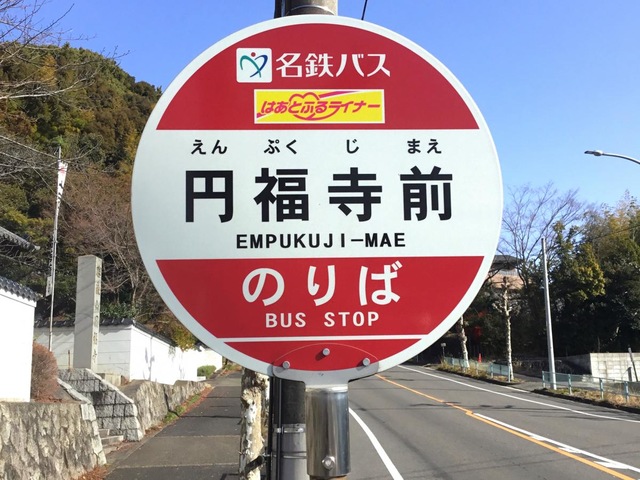 名鉄バス
はあとふるライナー
えん ぷく じ まえ
円福寺前
EMPUKUJI-MAE
のりば
BUS STOP